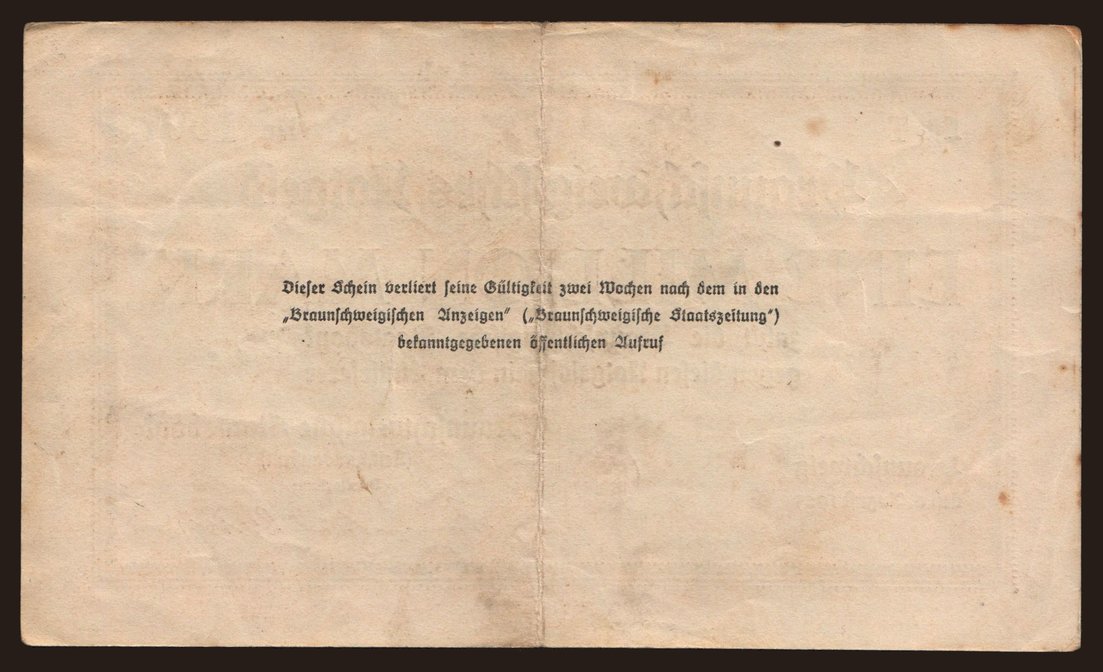 Dieser Schein verliert seine Gültigkeit zwei Wochen nach dem in den
„Braunschweigischen Anzeigen" („Braunschweigische Staatszeitung")
bekanntgegebenen öffentlichen Aufruf